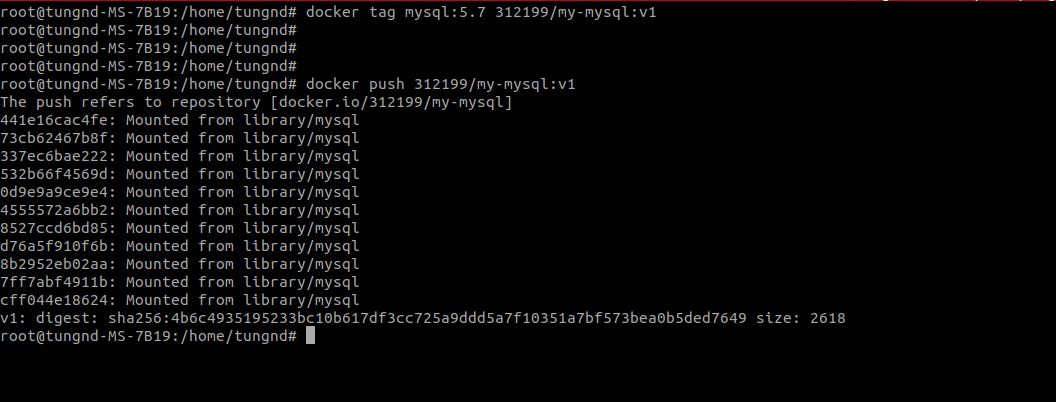 root@tungnd-MS-7B19:/home/tungnd# docker tag mysql:5.7 312199/my-mysql:v1
root@tungnd-MS-7B19:/home/tungnd#
root@tungnd-MS-7B19:/home/tungnd#
root@tungnd-MS-7B19:/home/tungnd#
root@tungnd-MS-7B19:/home/tungnd# docker push 312199/my-mysql:v1
The push refers to repository [docker.io/312199/my-mysql]
441e16cac4fe: Mounted from library/mysql
73cb62467b8f: Mounted from library/mysql
337ec6bae222: Mounted from library/mysql
532b66f4569d: Mounted from library/mysql
0d9e9a9ce9e4: Mounted from library/mysql
4555572a6bb2: Mounted from library/mysql
8527ccd6bd85: Mounted from library/mysql
d76a5f910f6b: Mounted from library/mysql
8b2952eb02aa: Mounted from library/mysql
7ff7abf4911b: Mounted from library/mysql
cff044e18624: Mounted from library/mysql
v1: digest: sha256:4b6c4935195233bc10b617df3cc725a9ddd5a7f10351a7bf573bea0b5ded7649 size: 2618
root@tungnd-MS-7B19:/home/tungnd#